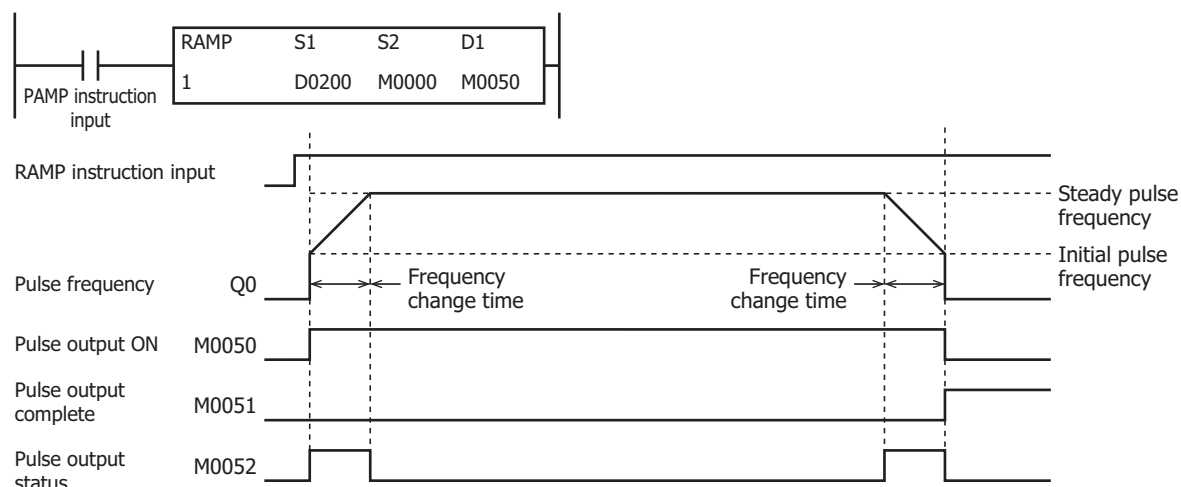 RAMP S1 S2 D1
1 D0200 M0000 M0050
PAMP instruction
input
RAMP instruction input
Steady pulse
frequency
Initial pulse
frequency
Pulse frequency Q0
Frequency
change time
Frequency
change time
Pulse output ON M0050
Pulse output
complete
M0051
Pulse output
status
M0052